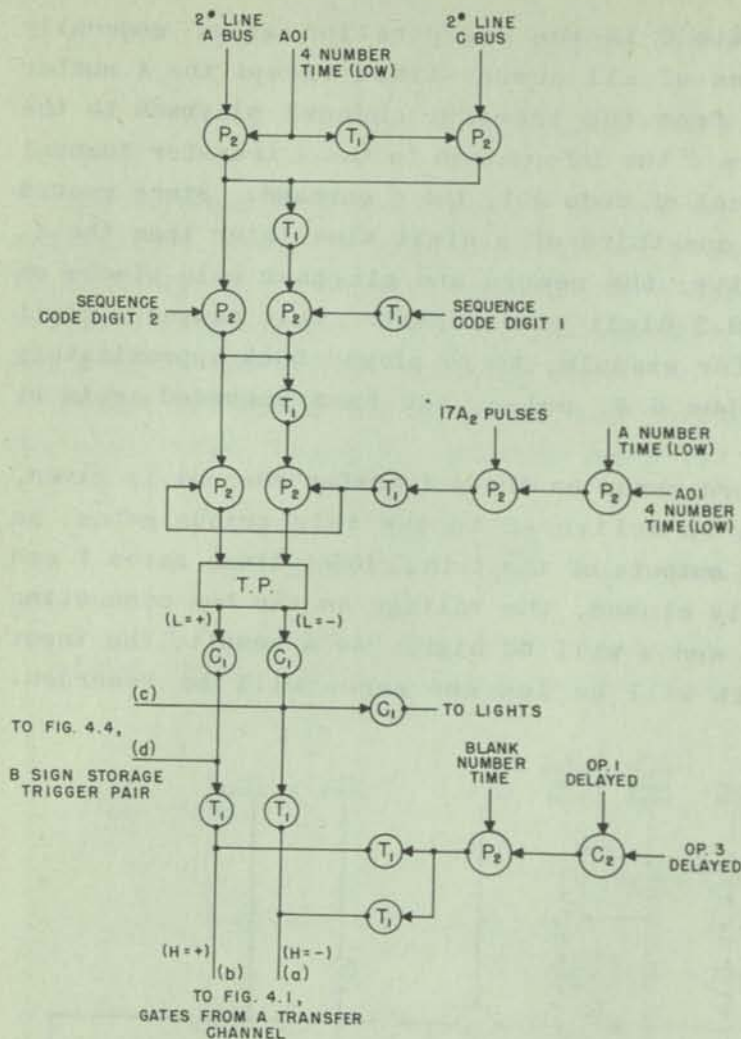 2* LINE
A BUS
AO1
4 NUMBER
TIME (LOW)
2* LINE
C BUS
P₂
T₁
P₂
T₁
SEQUENCE
CODE DIGIT 2
P₂
P₂
T₁
SEQUENCE
CODE DIGIT 1
T₁
17A₂ PULSES
A NUMBER
TIME (LOW)
P₂
P₂
T₁
P₂
P₂
AO1
4 NUMBER
TIME (LOW)
T. P.
(L=+)
(L=-)
C₁
C₁
(c)
C₁
TO LIGHTS
TO FIG. 4.4,
(d)
B SIGN STORAGE
TRIGGER PAIR
T₁
T₁
BLANK
NUMBER
TIME
OP. 1
DELAYED
T₁
P₂
C₂
OP. 3
DELAYED
T₁
(H=+)
(H=-)
(b)
(a)
TO FIG. 4.1,
GATES FROM A TRANSFER
CHANNEL